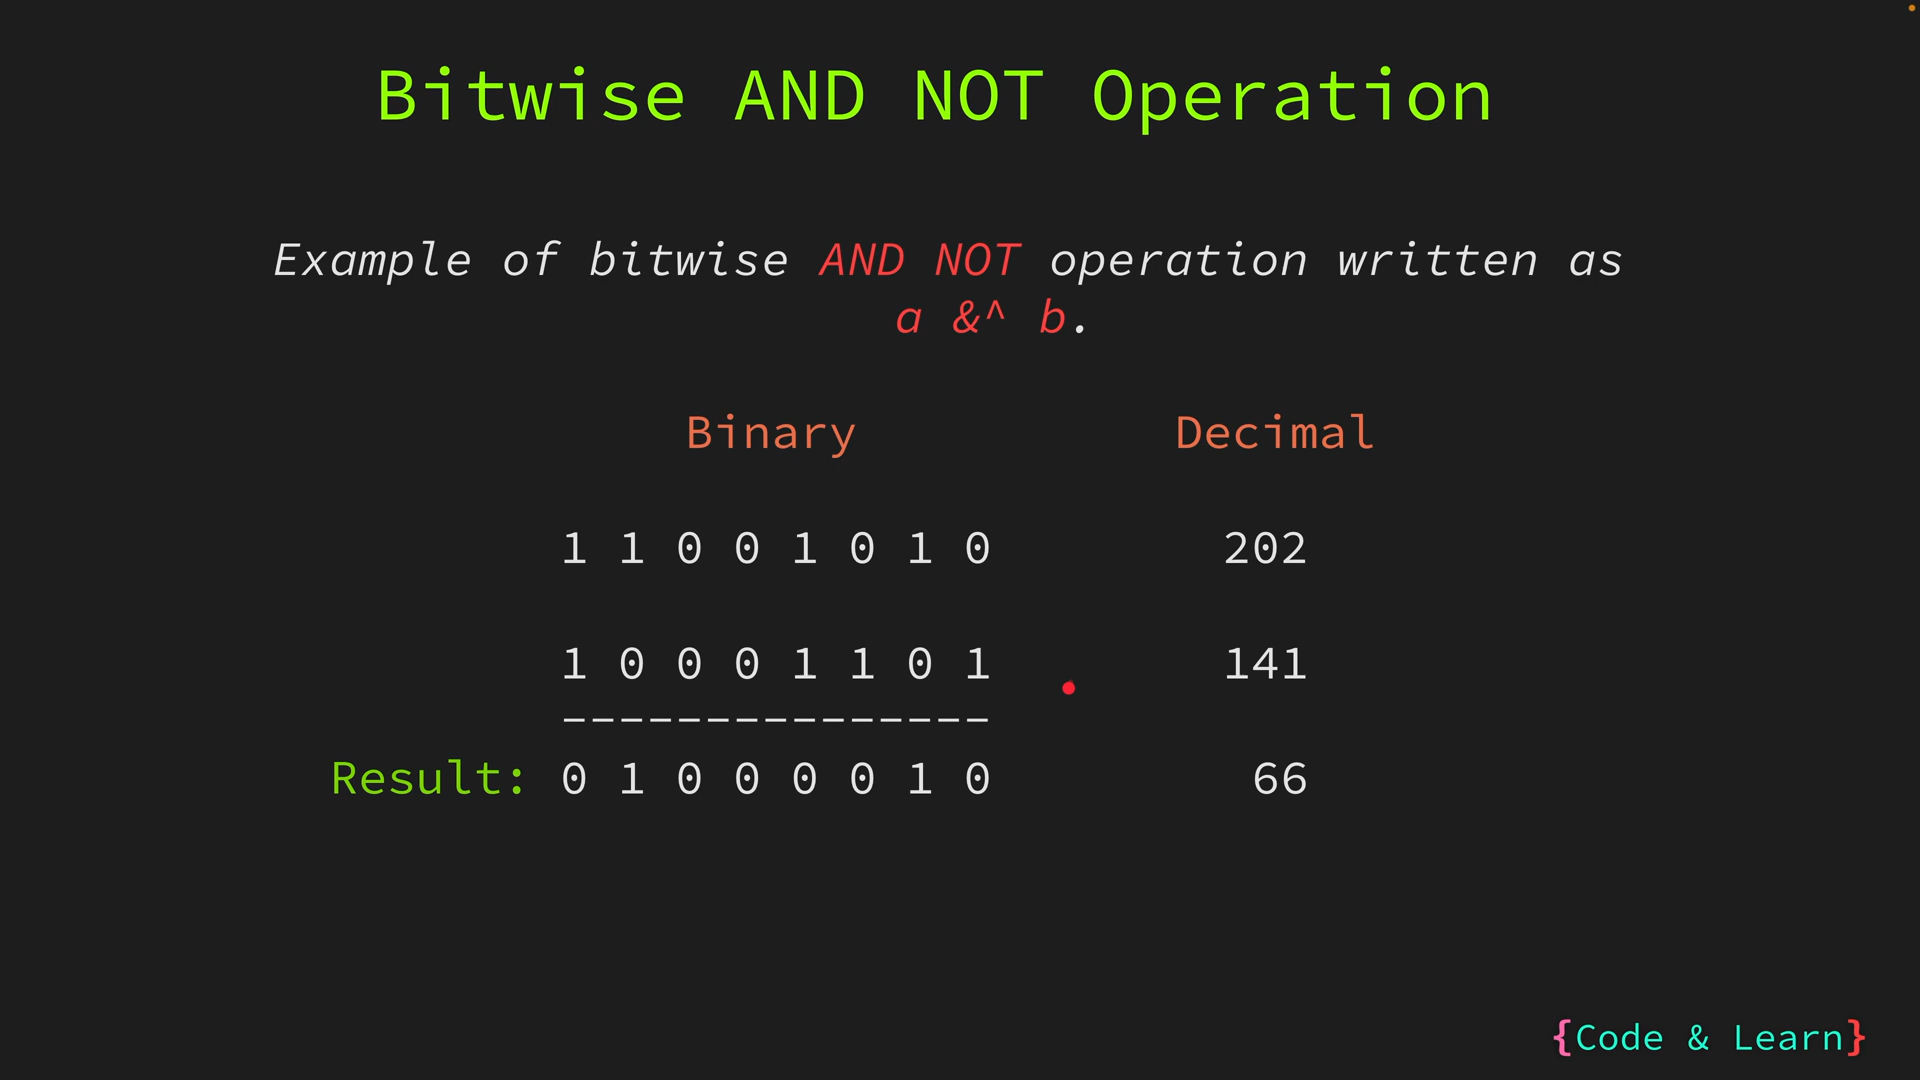 Bitwise AND NOT Operation
Example of bitwise AND NOT operation written as
a &^ b.
Binary Decimal
1 1 0 0 1 0 1 0 202
1 0 0 0 1 1 0 1 141
---------------
Result: 0 1 0 0 0 0 1 0 66
{Code & Learn}